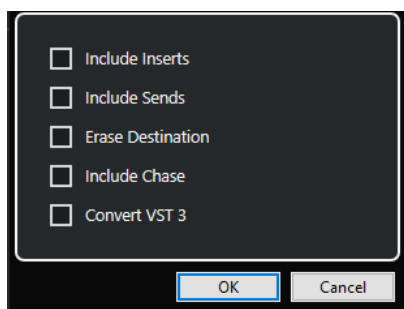 Include Inserts
Include Sends
Erase Destination
Include Chase
Convert VST 3
OK
Cancel